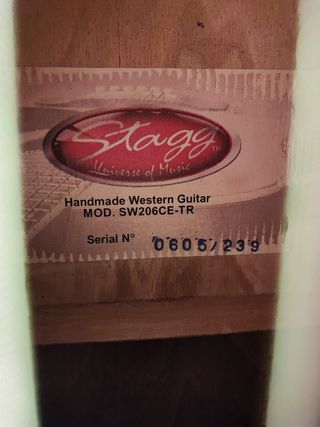 Stagg
Universe of Music
Handmade Western Guitar
MOD. SW206CE-TR
Serial N° 0605/239